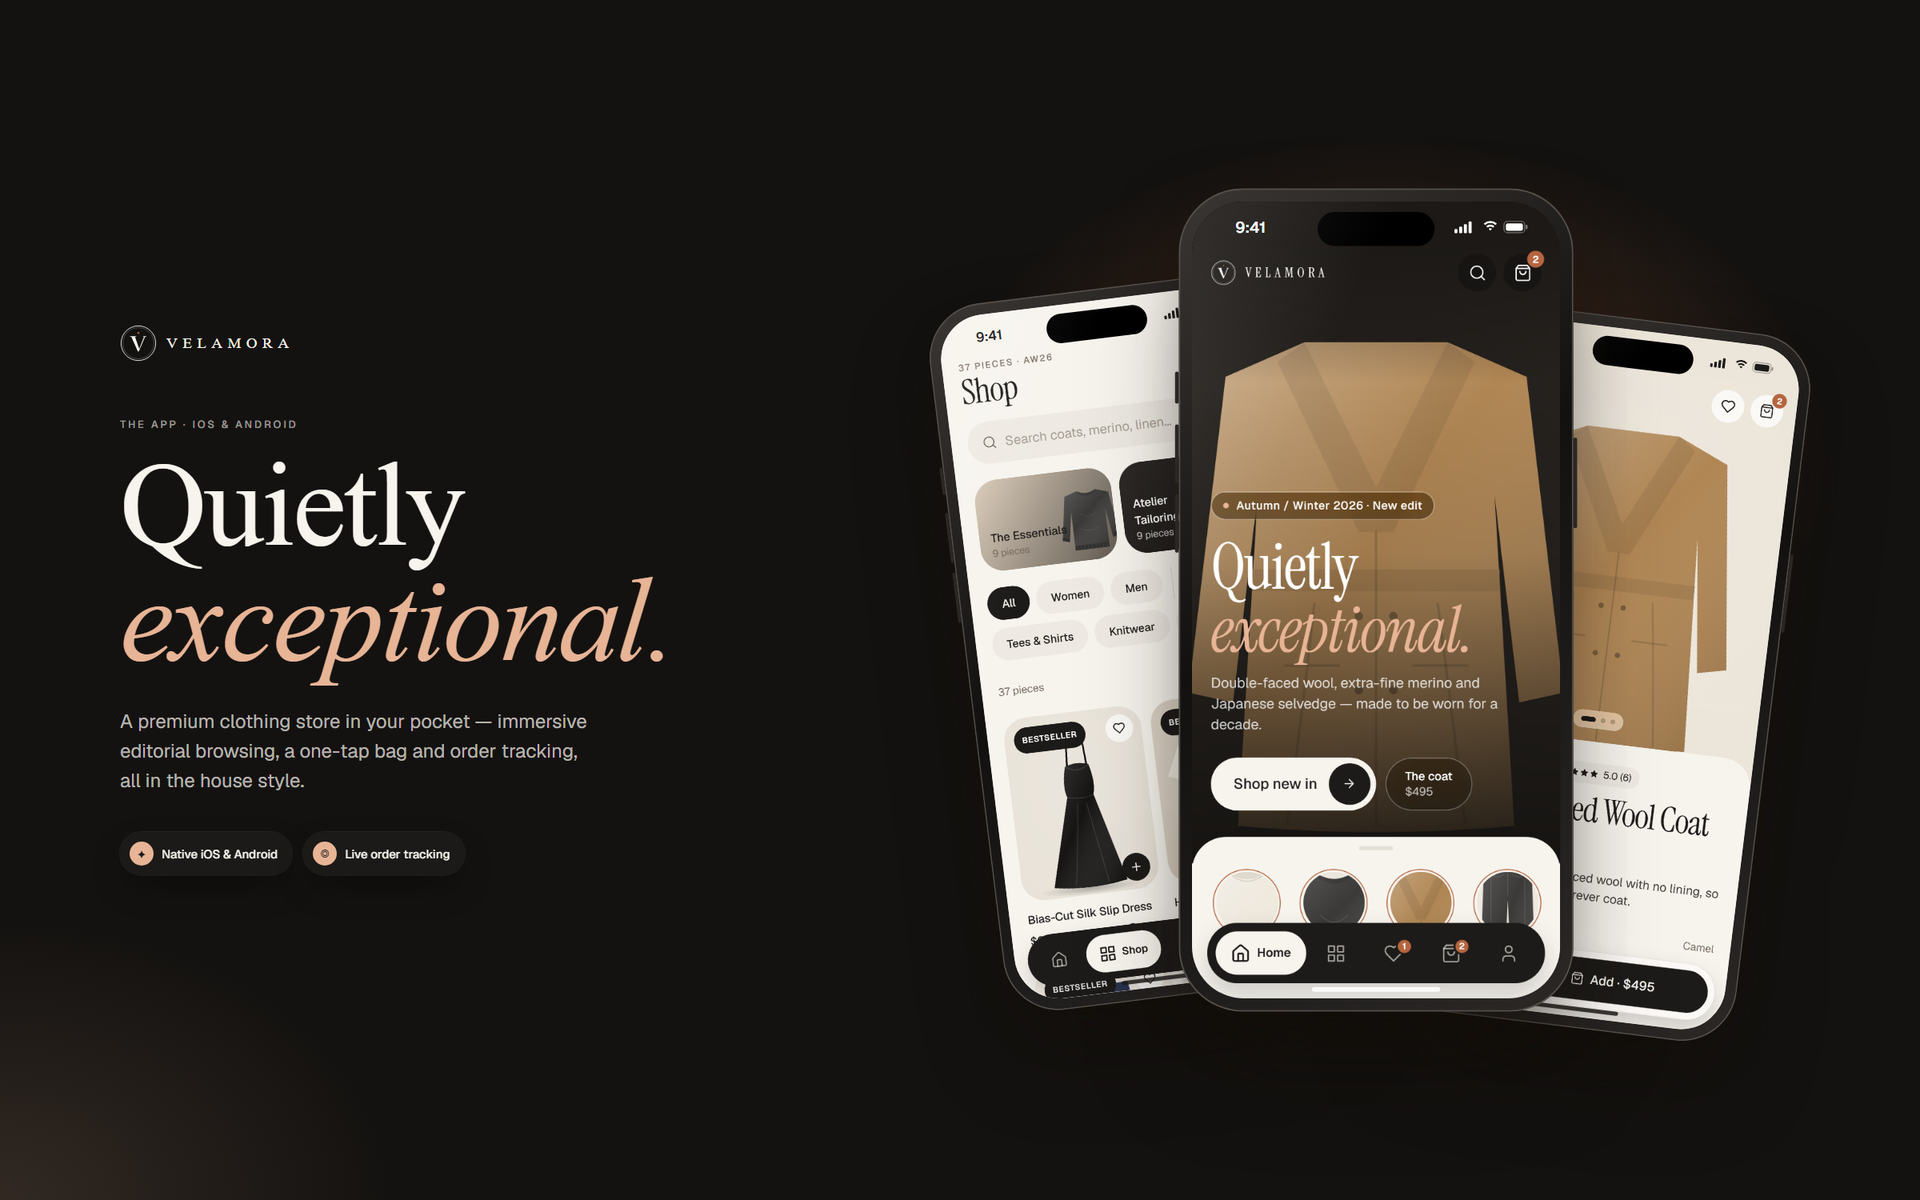 V VELAMORA
THE APP · IOS & ANDROID
Quietly
exceptional.
A premium clothing store in your pocket — immersive
editorial browsing, a one-tap bag and order tracking,
all in the house style.
Native iOS & Android
Live order tracking
9:41
37 PIECES · AW26
Shop
Search coats, merino, linen...
The Essentials
9 pieces
Atelier
Tailoring
9 pieces
All
Women
Men
Tees & Shirts
Knitwear
37 pieces
BESTSELLER
Bias-Cut Silk Slip Dress
Shop
BESTSELLER
9:41
V VELAMORA
2
Autumn / Winter 2026 · New edit
Quietly
exceptional.
Double-faced wool, extra-fine merino and
Japanese selvedge — made to be worn for a
decade.
Shop new in
The coat
$495
Home
1
2
2
5.0 (6)
ed Wool Coat
ced wool with no lining, so
rever coat.
Camel
Add · $495